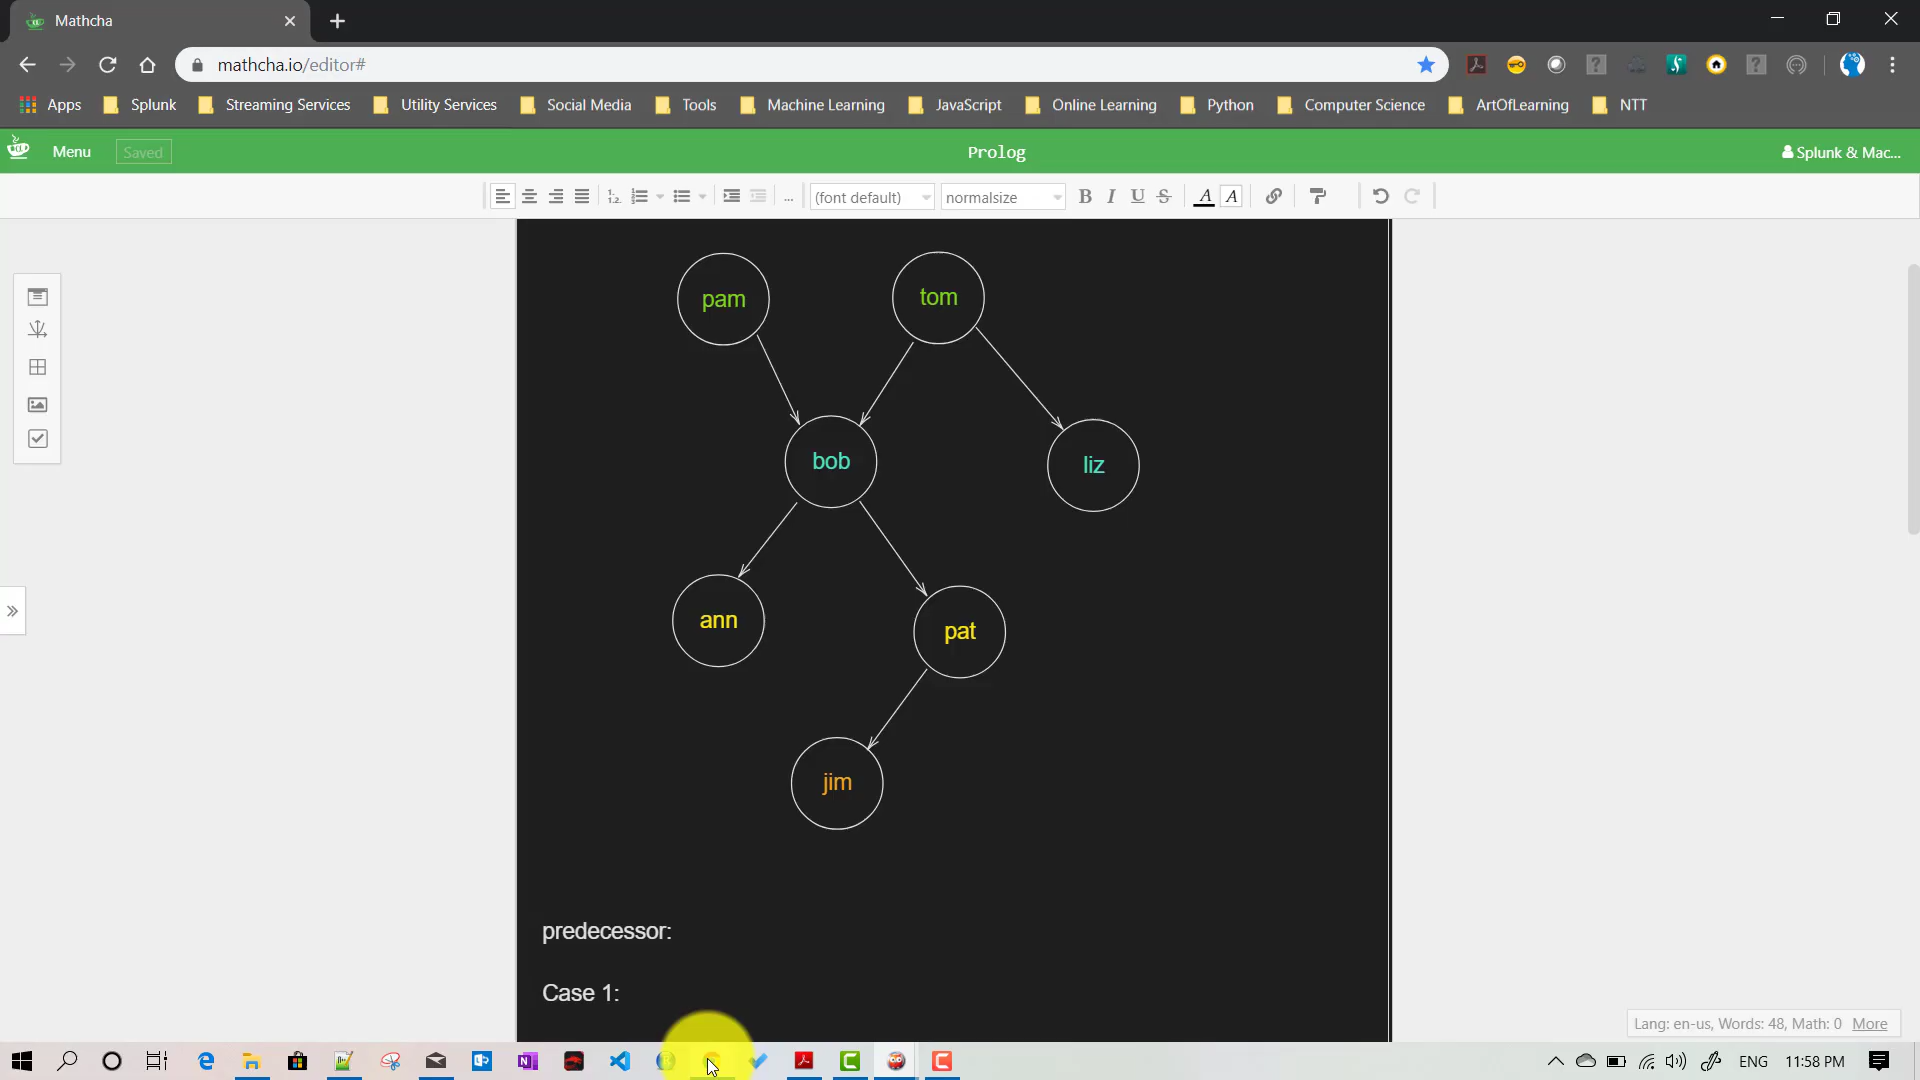 Mathcha
mathcha.io/editor#
Apps Splunk Streaming Services Utility Services Social Media Tools Machine Learning JavaScript Online Learning Python Computer Science ArtOfLearning NTT
Menu Saved Prolog Splunk & Mac...
(font default) normalsize B I U S A A
pam tom
bob liz
ann pat
jim
predecessor:
Case 1:
Lang: en-us, Words: 48, Math: 0 More
ENG 11:58 PM